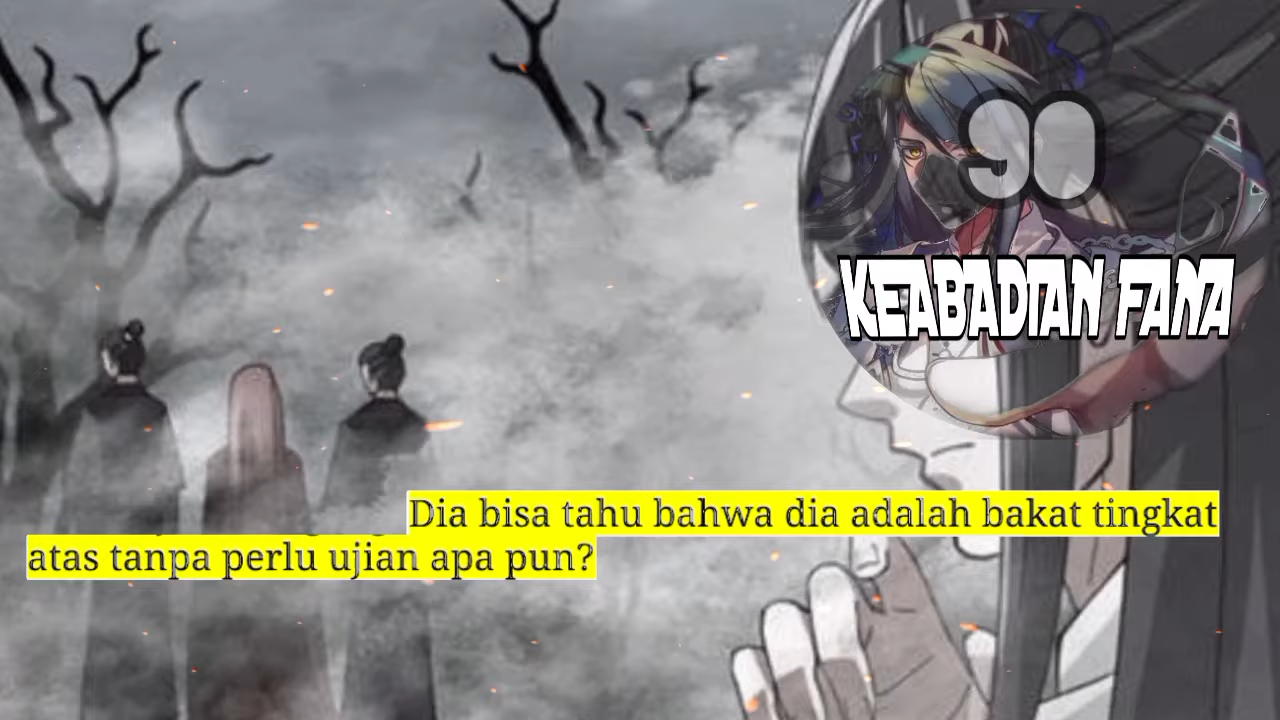 90
KEABADIAN FANA
Dia bisa tahu bahwa dia adalah bakat tingkat
atas tanpa perlu ujian apa pun?